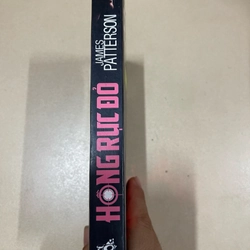 JAMES
PATTERSON
HỒNG RỰC ĐỎ